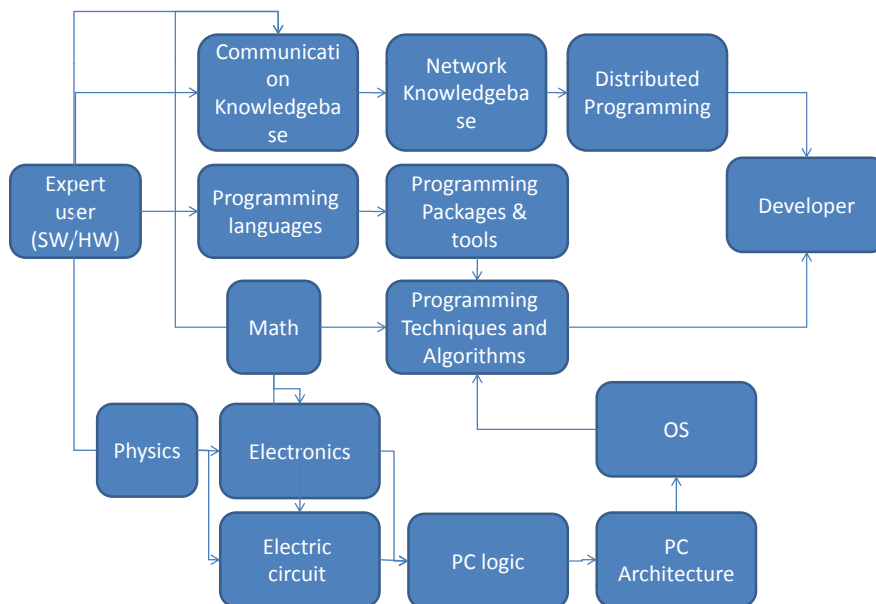 Communicati
on
Knowledgeba
se
Network
Knowledgeba
se
Distributed
Programming
Expert
user
(SW/HW)
Programming
languages
Programming
Packages &
tools
Developer
Math
Programming
Techniques and
Algorithms
Physics
Electronics
OS
Electric
circuit
PC logic
PC
Architecture